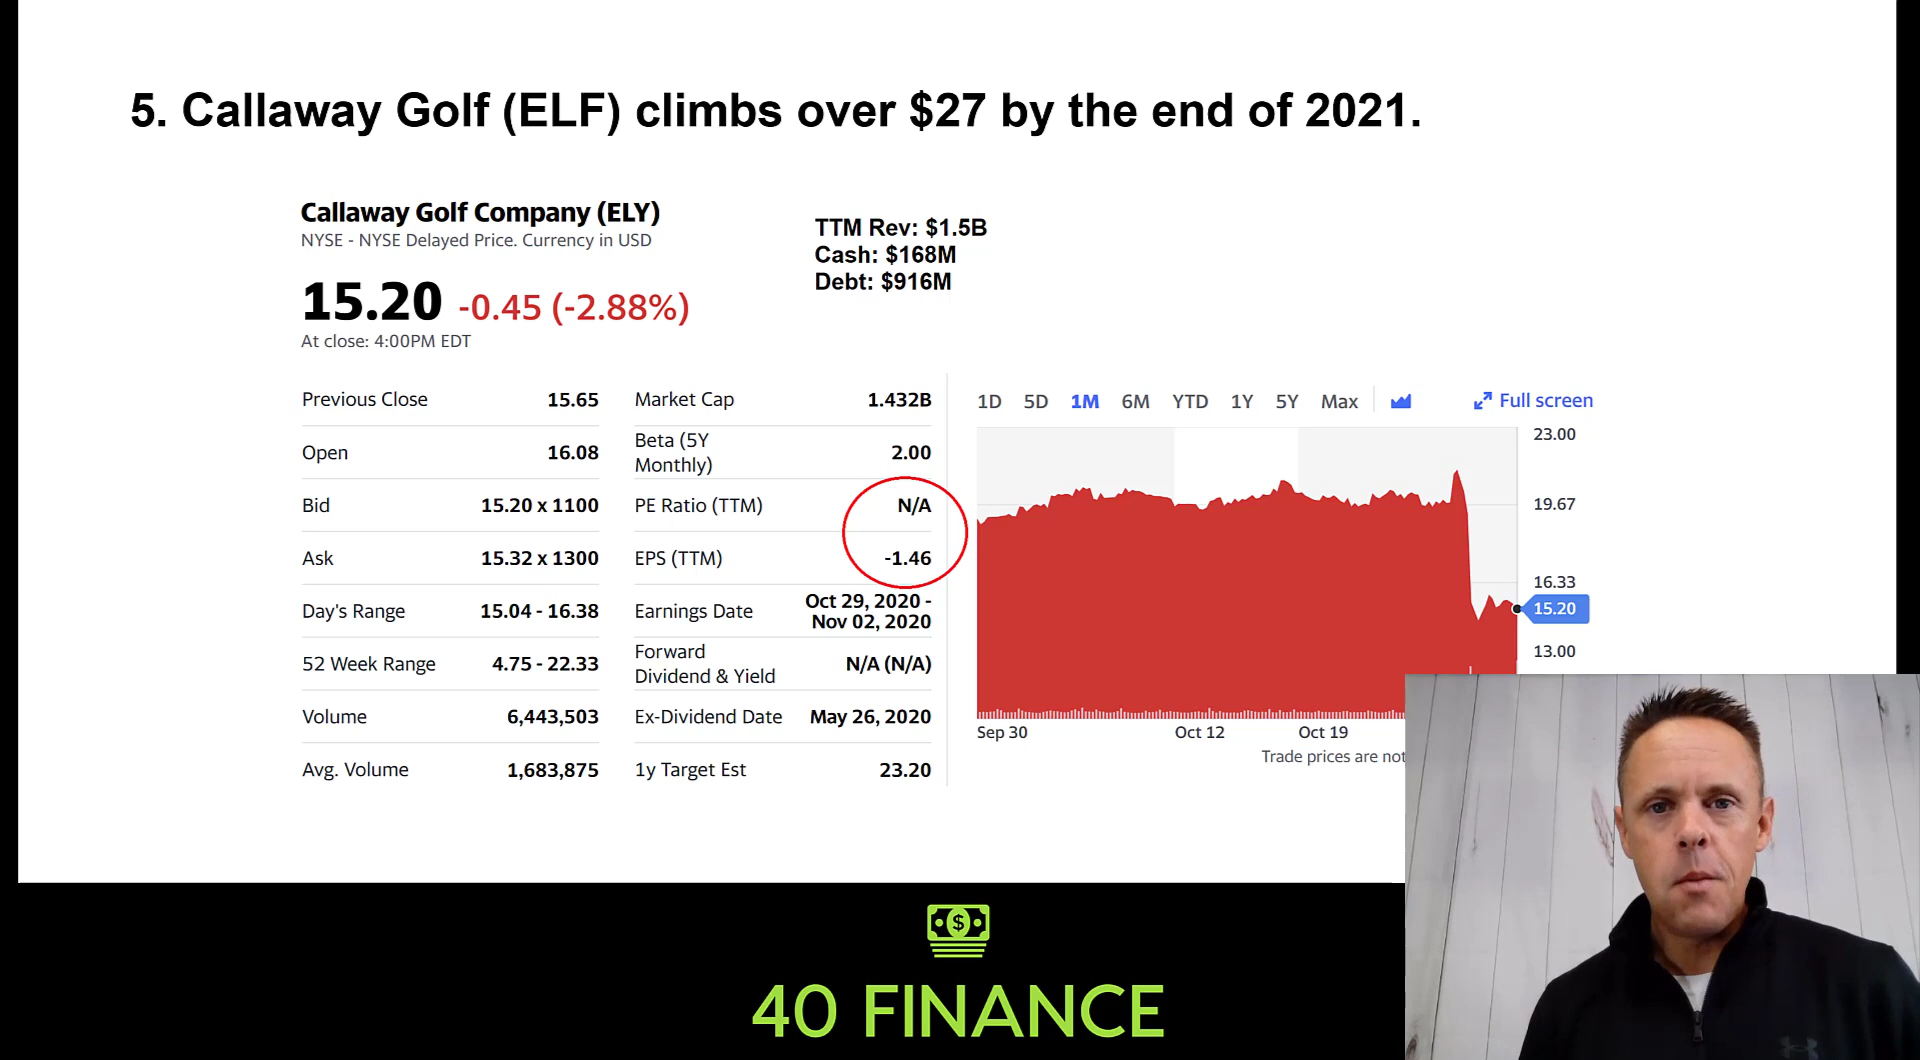 5. Callaway Golf (ELF) climbs over $27 by the end of 2021.
Callaway Golf Company (ELY)
NYSE - NYSE Delayed Price. Currency in USD
15.20 -0.45 (-2.88%)
At close: 4:00PM EDT
TTM Rev: $1.5B
Cash: $168M
Debt: $916M
Previous Close 15.65
Open 16.08
Bid 15.20 x 1100
Ask 15.32 x 1300
Day's Range 15.04 - 16.38
52 Week Range 4.75 - 22.33
Volume 6,443,503
Avg. Volume 1,683,875
Market Cap 1.432B
Beta (5Y
Monthly) 2.00
PE Ratio (TTM) N/A
EPS (TTM) -1.46
Earnings Date Oct 29, 2020 -
Nov 02, 2020
Forward
Dividend & Yield N/A (N/A)
Ex-Dividend Date May 26, 2020
1y Target Est 23.20
1D 5D 1M 6M YTD 1Y 5Y Max Full screen
23.00
19.67
16.33
15.20
13.00
Sep 30 Oct 12 Oct 19
Trade prices are not
$
40 FINANCE